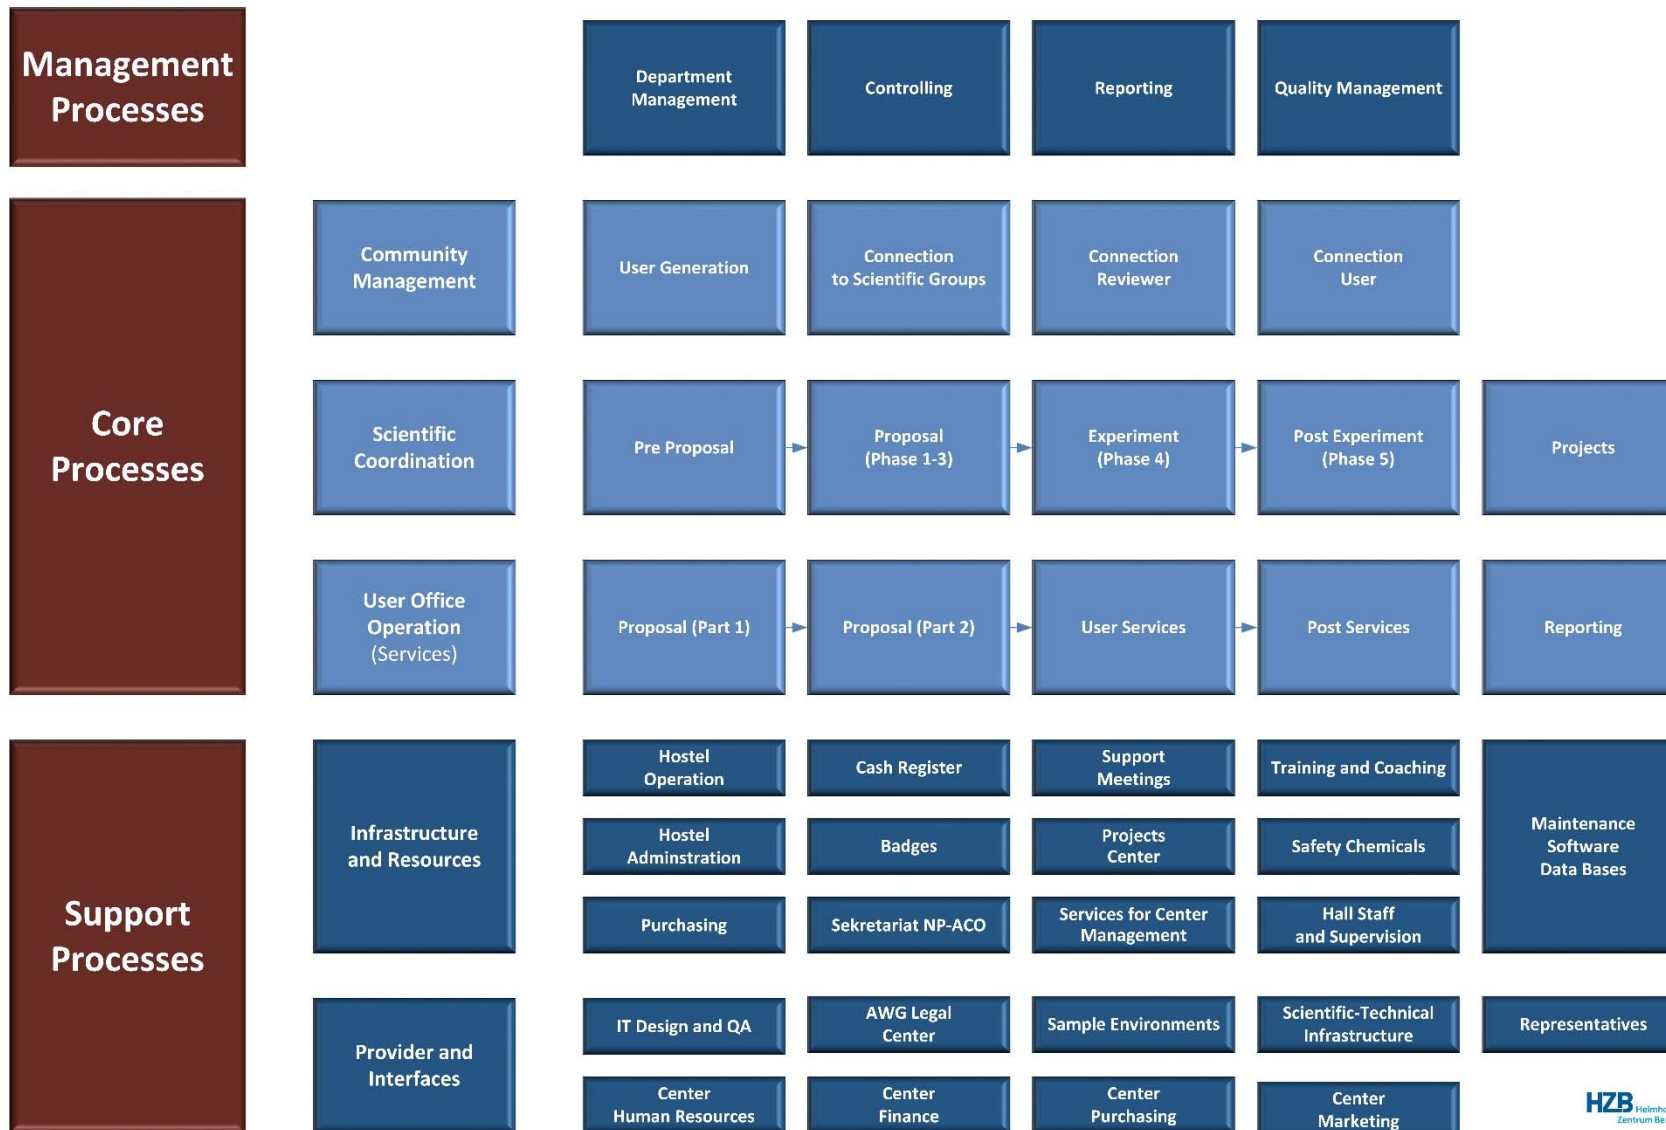 Management
Processes
Department
Management
Controlling
Reporting
Quality Management
Core
Processes
Community
Management
User Generation
Connection
to Scientific Groups
Connection
Reviewer
Connection
User
Scientific
Coordination
Pre Proposal
Proposal
(Phase 1-3)
Experiment
(Phase 4)
Post Experiment
(Phase 5)
Projects
User Office
Operation
(Services)
Proposal (Part 1)
Proposal (Part 2)
User Services
Post Services
Reporting
Support
Processes
Infrastructure
and Resources
Hostel
Operation
Cash Register
Support
Meetings
Training and Coaching
Maintenance
Software
Data Bases
Hostel
Adminstration
Badges
Projects
Center
Safety Chemicals
Purchasing
Sekretariat NP-ACO
Services for Center
Management
Hall Staff
and Supervision
Provider and
Interfaces
IT Design and QA
AWG Legal
Center
Sample Environments
Scientific-Technical
Infrastructure
Representatives
Center
Human Resources
Center
Finance
Center
Purchasing
Center
Marketing
HZB
Zentrum